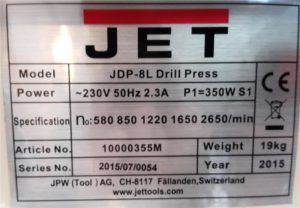 JET
Model JDP-8L Drill Press
Power ~230V 50Hz 2.3A P1=350W S1
Specification n₀: 580 850 1220 1650 2650/min
Article No. 10000355M Weight 19kg
Series No. 2015/07/0054 Year 2015
JPW (Tool) AG, CH-8117 Fällanden,Switzerland
www.jettools.com
CE